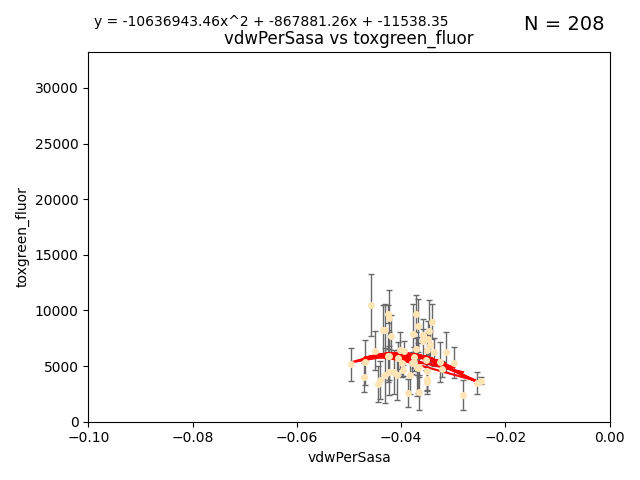 y = -10636943.46x^2 + -867881.26x + -11538.35
N = 208
vdwPerSasa vs toxgreen_fluor
30000
25000
20000
15000
10000
5000
0
toxgreen_fluor
−0.10
−0.08
−0.06
−0.04
−0.02
0.00
vdwPerSasa